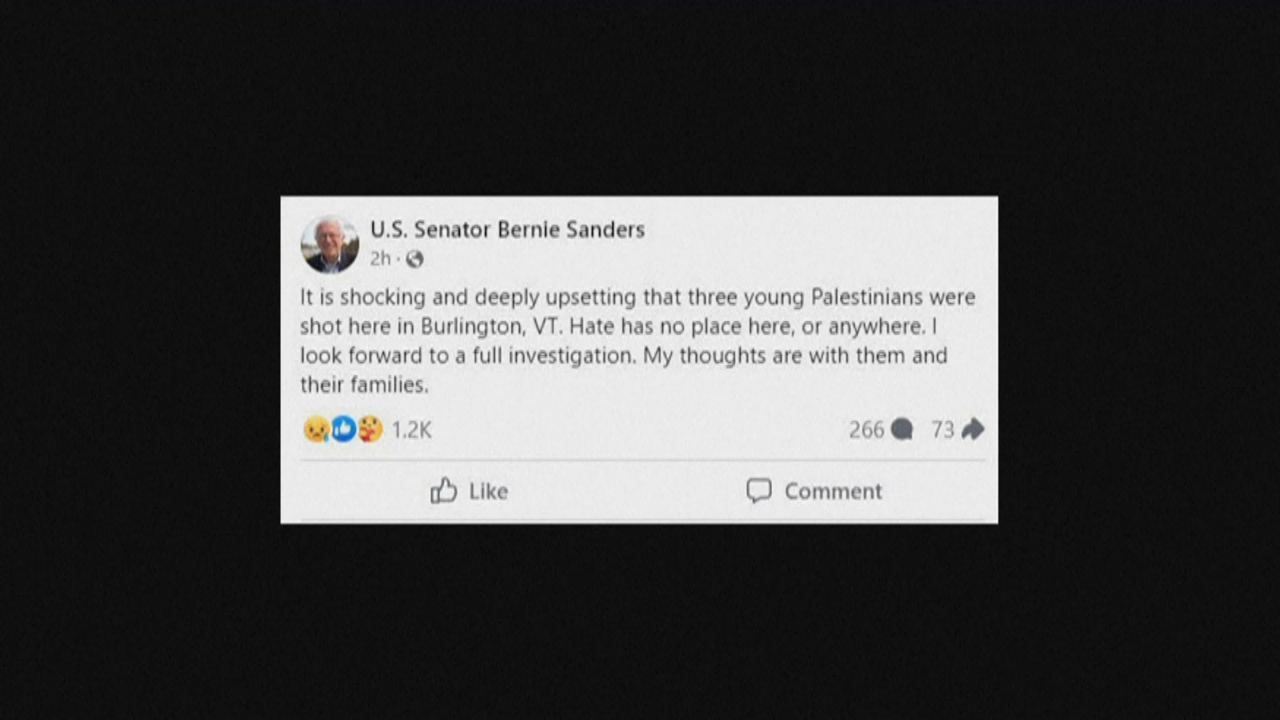 U.S. Senator Bernie Sanders
2h ·
It is shocking and deeply upsetting that three young Palestinians were
shot here in Burlington, VT. Hate has no place here, or anywhere. I
look forward to a full investigation. My thoughts are with them and
their families.
1.2K 266 73
Like Comment